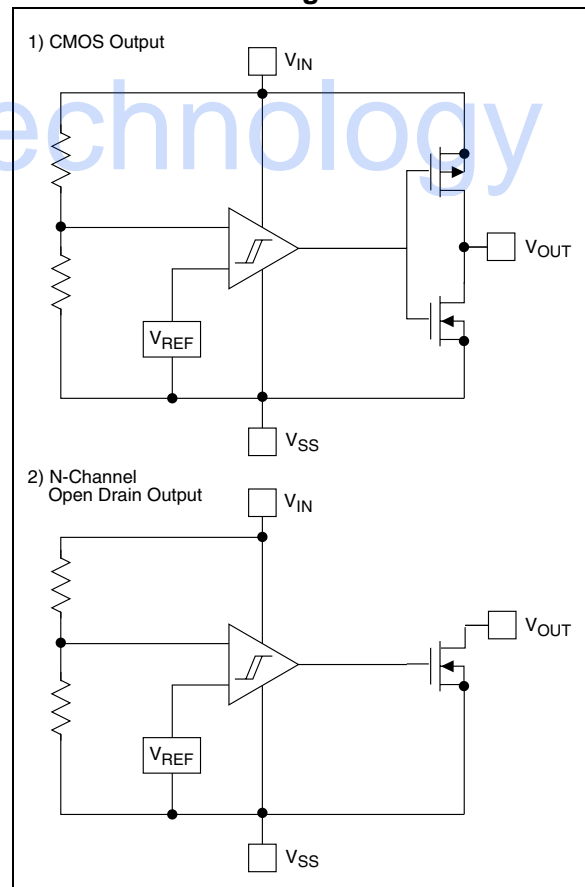 1) CMOS Output
VIN
echnology
VOUT
VREF
VSS
2) N-Channel
Open Drain Output
VIN
VOUT
VREF
VSS